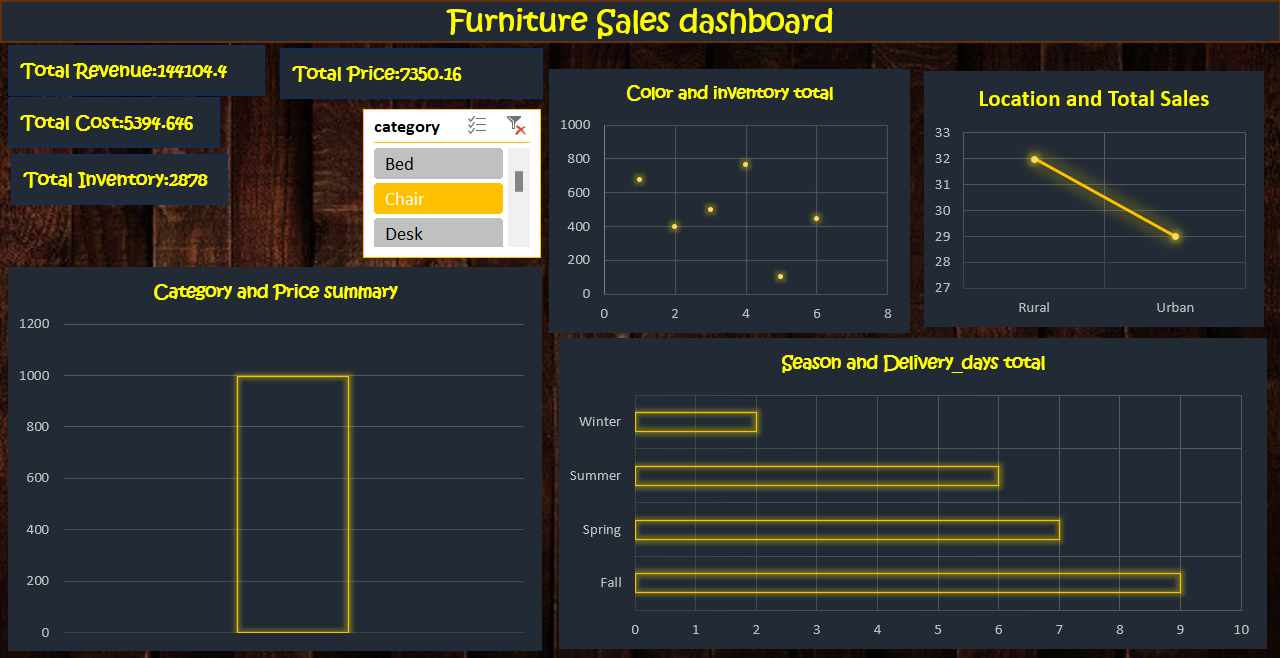 Furniture Sales dashboard
Total Revenue:144104.4
Total Price:7350.16
Total Cost:5394.646
Total Inventory:2878
category
Bed
Chair
Desk
Color and inventory total
1000
800
600
400
200
0
0 2 4 6 8
Location and Total Sales
33
32
31
30
29
28
27
Rural Urban
Category and Price summary
1200
1000
800
600
400
200
0
Season and Delivery_days total
Winter
Summer
Spring
Fall
0 1 2 3 4 5 6 7 8 9 10